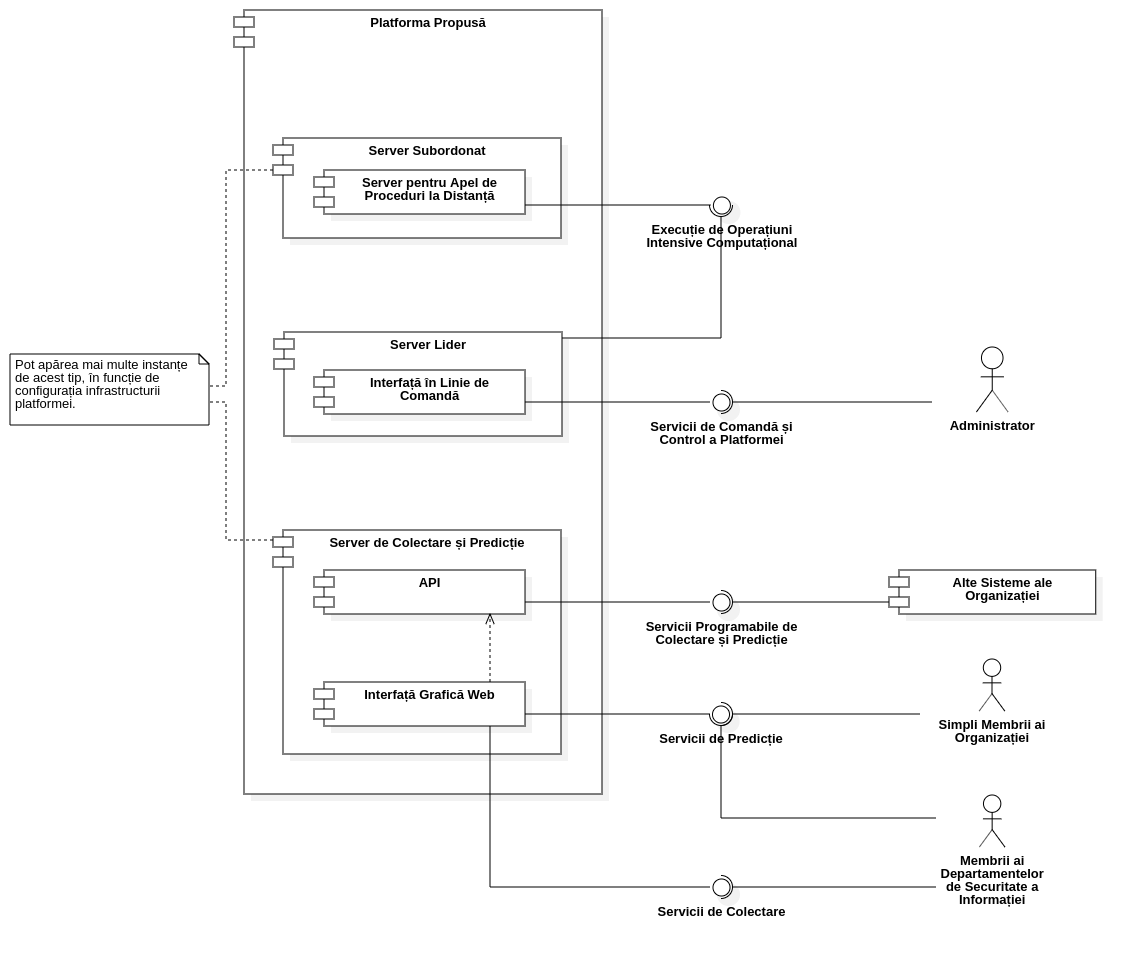 Platforma Propusă
Server Subordonat
Server pentru Apel de
Proceduri la Distanță
Execuție de Operațiuni
Intensive Computațional
Server Lider
Interfață în Linie de
Comandă
Pot apărea mai multe instanțe
de acest tip, în funcție de
configurația infrastructurii
platformei.
Servicii de Comandă și
Control a Platformei
Administrator
Server de Colectare și Predicție
API
Servicii Programabile de
Colectare și Predicție
Alte Sisteme ale
Organizației
Interfață Grafică Web
Servicii de Predicție
Simpli Membrii ai
Organizației
Membrii ai
Departamentelor
de Securitate a
Informației
Servicii de Colectare